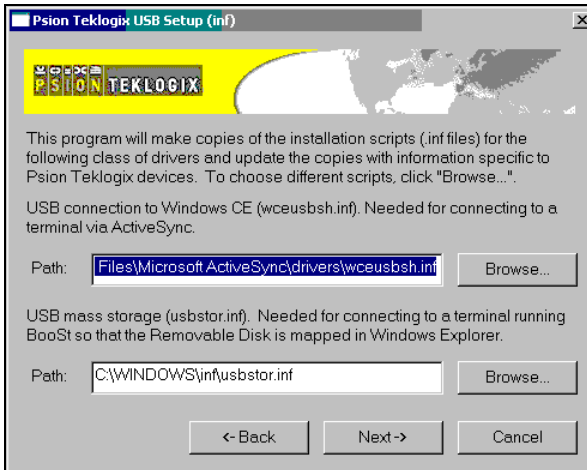 Psion Teklogix USB Setup (inf)
PSION TEKLOGIX
This program will make copies of the installation scripts (.inf files) for the
following class of drivers and update the copies with information specific to
Psion Teklogix devices. To choose different scripts, click "Browse...".
USB connection to Windows CE (wceusbsh.inf). Needed for connecting to a
terminal via ActiveSync.
Path: Files\Microsoft ActiveSync\drivers\wceusbsh.inf Browse...
USB mass storage (usbstor.inf). Needed for connecting to a terminal running
BooSt so that the Removable Disk is mapped in Windows Explorer.
Path: C:\WINDOWS\inf\usbstor.inf Browse...
<- Back Next -> Cancel